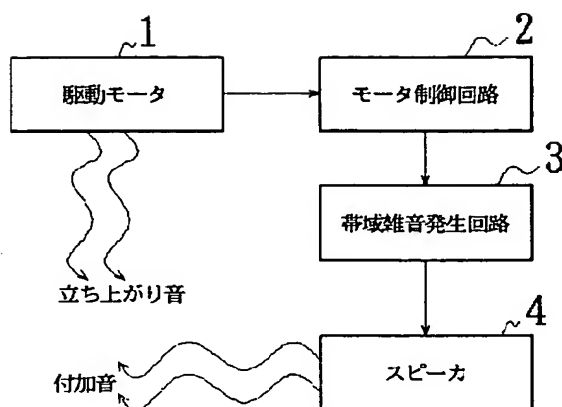 1
2
駆動モータ
モータ制御回路
3
帯域雑音発生回路
立ち上がり音
4
スピーカ
付加音